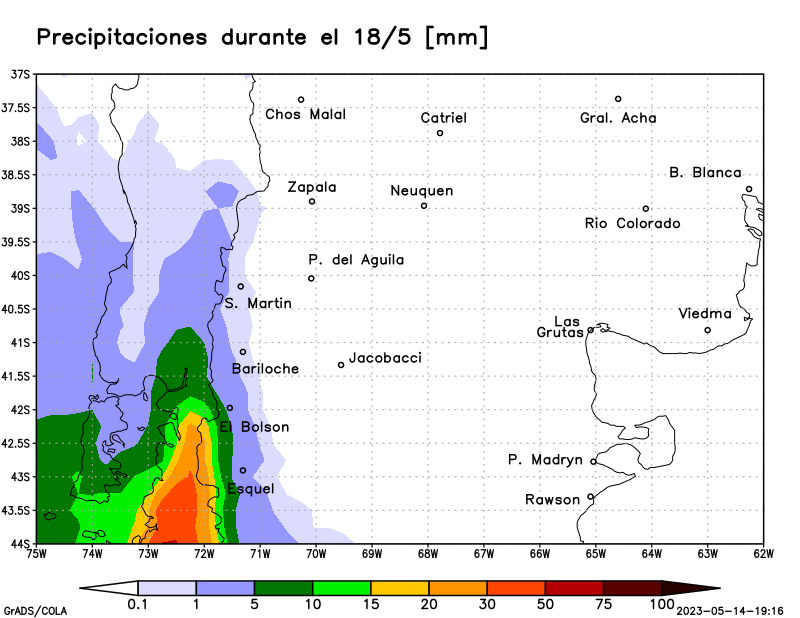 Precipitaciones durante el 18/5 [mm]
37S
37.5S
Chos Malal
Catriel
Gral. Acha
38S
38.5S
B. Blanca
Zapala
Neuquen
39S
Rio Colorado
39.5S
P. del Aguila
40S
S. Martin
40.5S
Viedma
Las
Grutas
41S
Jacobacci
Bariloche
41.5S
42S
El Bolson
42.5S
P. Madryn
43S
Esquel
Rawson
43.5S
44S
75W 74W 73W 72W 71W 70W 69W 68W 67W 66W 65W 64W 63W 62W
0.1 1 5 10 15 20 30 50 75 100
GrADS/COLA
2023-05-14-19:16